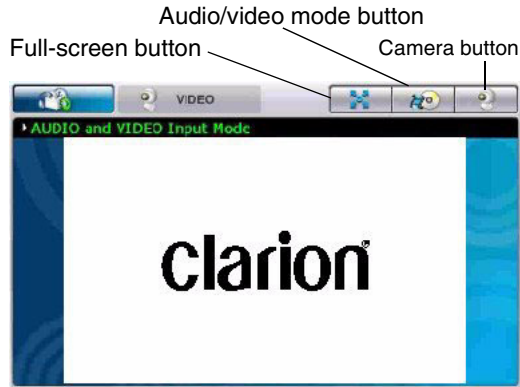 Audio/video mode button
Full-screen button
Camera button
VIDEO
AUDIO and VIDEO Input Mode
clarion